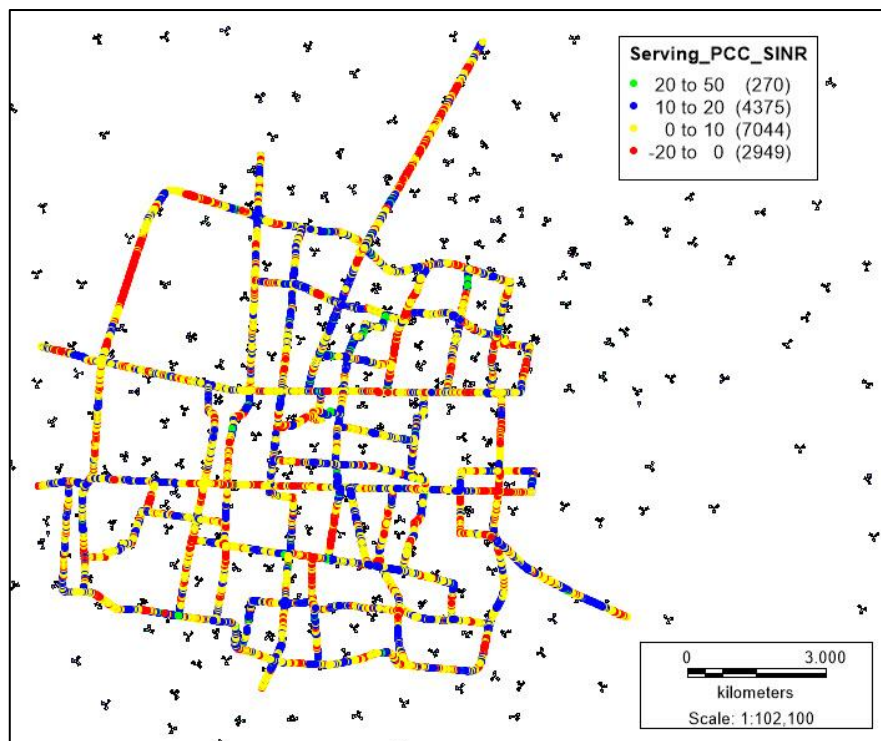 Serving_PCC_SINR
20 to 50 (270)
10 to 20 (4375)
0 to 10 (7044)
-20 to 0 (2949)
0 3.000
kilometers
Scale: 1:102,100